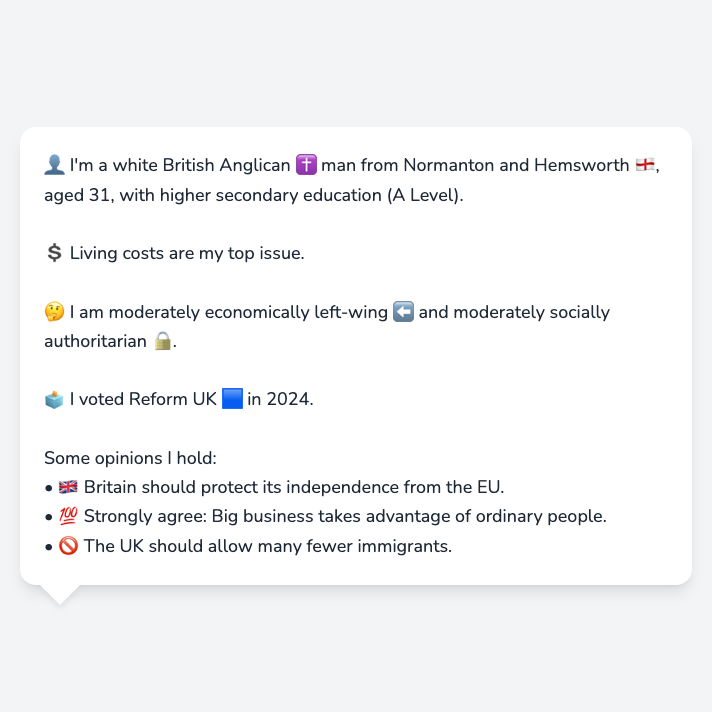 👤 I'm a white British Anglican ✝️ man from Normanton and Hemsworth 🏴󠁧󠁢󠁥󠁮󠁧󠁿,
aged 31, with higher secondary education (A Level).
💲 Living costs are my top issue.
🤔 I am moderately economically left-wing ⬅️ and moderately socially
authoritarian 🔒.
🗳️ I voted Reform UK 🟦 in 2024.
Some opinions I hold:
• 🇬🇧 Britain should protect its independence from the EU.
• 💯 Strongly agree: Big business takes advantage of ordinary people.
• 🚫 The UK should allow many fewer immigrants.